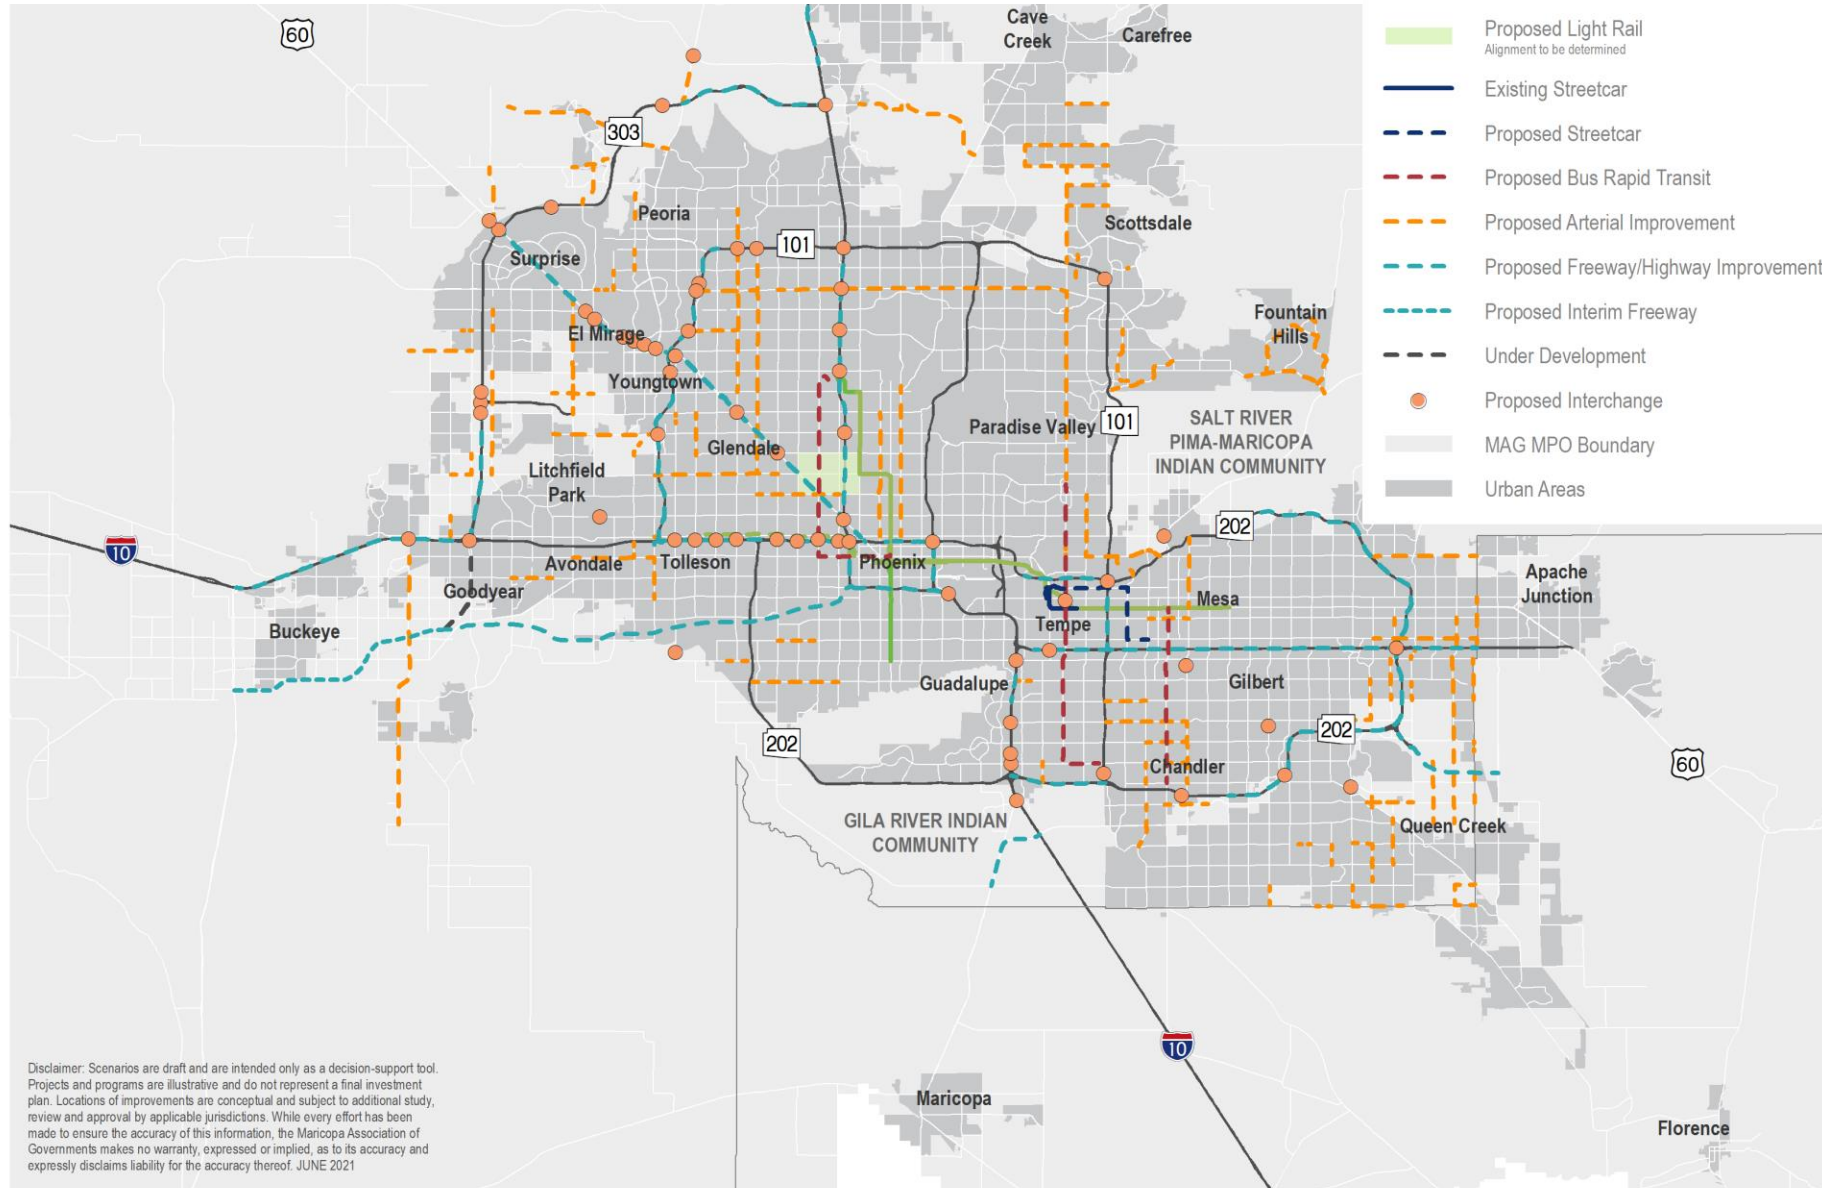 60
Cave
Creek
Carefree
303
Peoria
101
Scottsdale
Surprise
Fountain
Hills
El Mirage
Youngtown
Paradise Valley
101
SALT RIVER
PIMA-MARICOPA
INDIAN COMMUNITY
Glendale
Litchfield
Park
202
10
Avondale
Tolleson
Phoenix
Goodyear
Apache
Junction
Mesa
Buckeye
Tempe
Guadalupe
Gilbert
202
202
Chandler
60
GILA RIVER INDIAN
COMMUNITY
Queen Creek
10
Maricopa
Florence
Proposed Light Rail
Alignment to be determined
Existing Streetcar
Proposed Streetcar
Proposed Bus Rapid Transit
Proposed Arterial Improvement
Proposed Freeway/Highway Improvement
Proposed Interim Freeway
Under Development
Proposed Interchange
MAG MPO Boundary
Urban Areas
Disclaimer: Scenarios are draft and are intended only as a decision-support tool.
Projects and programs are illustrative and do not represent a final investment
plan. Locations of improvements are conceptual and subject to additional study,
review and approval by applicable jurisdictions. While every effort has been
made to ensure the accuracy of this information, the Maricopa Association of
Governments makes no warranty, expressed or implied, as to its accuracy and
expressly disclaims liability for the accuracy thereof. JUNE 2021